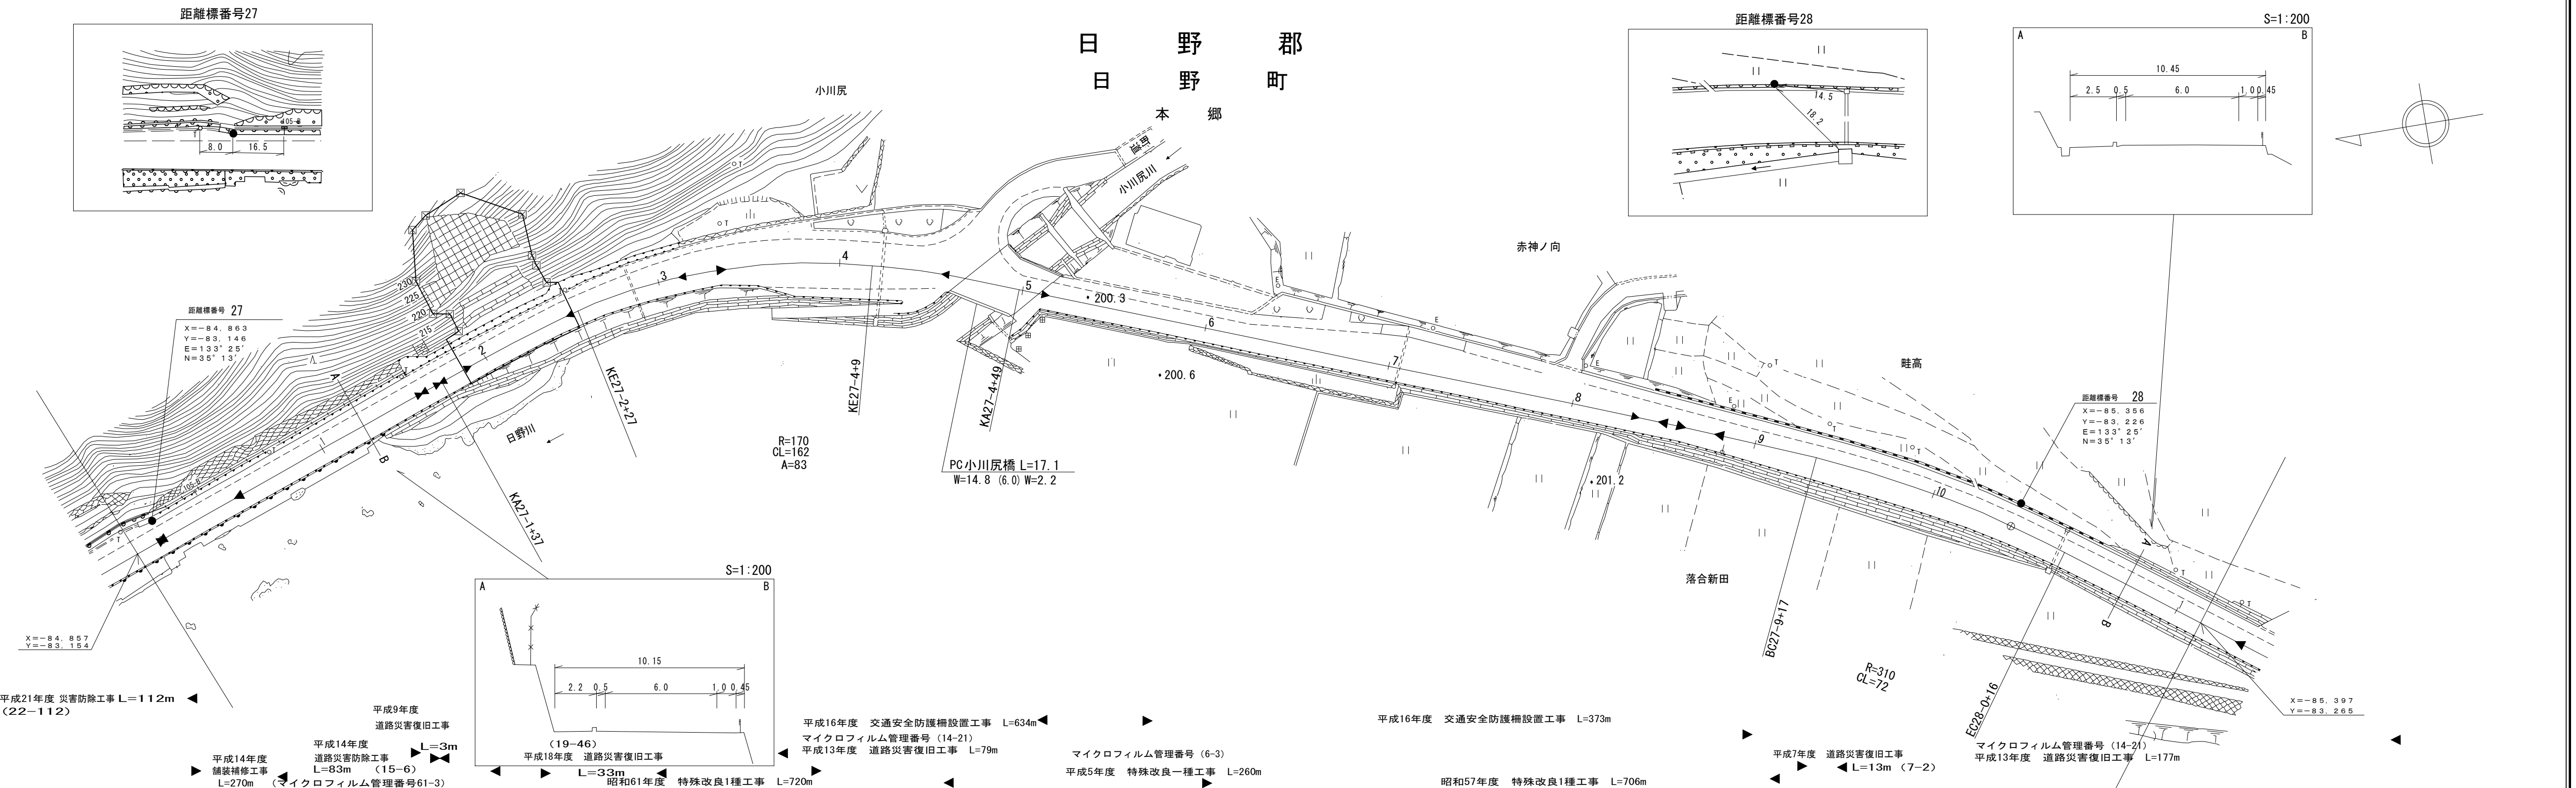 距離標番号27
105-B
T
8.0 16.5
日野郡
日野町
本郷
小川尻
町道
小川尻川
距離標番号28
14.5
18.2
S=1:200
A B
10.45
2.5 0.5 6.0 1.0 0.45
赤神ノ向
畦高
落合新田
日野川
距離標番号 27
X=-84, 863
Y=-83, 146
E=133° 25′
N=35° 13′
230
225
220
215
105-B
A
B
1
2
3
4
5
6
7
8
9
10
1
200.3
200.6
201.2
KA27-1+37
KE27-2+27
KE27-4+9
KA27-4+49
BC27-9+17
EC28-0+16
R=170
CL=162
A=83
PC小川尻橋 L=17.1
W=14.8 (6.0) W=2.2
R=310
CL=72
距離標番号 28
X=-85, 356
Y=-83, 226
E=133° 25′
N=35° 13′
A
B
X=-84, 857
Y=-83, 154
X=-85, 397
Y=-83, 265
S=1:200
A B
10.15
2.2 0.5 6.0 1.0 0.45
平成21年度 災害防除工事 L=112m
(22-112)
平成14年度
舗装補修工事
L=270m
平成14年度
道路災害防除工事
L=83m (15-6)
(マイクロフィルム管理番号61-3)
平成9年度
道路災害復旧工事
L=3m
(19-46)
平成18年度 道路災害復旧工事
L=33m
昭和61年度 特殊改良1種工事 L=720m
平成16年度 交通安全防護柵設置工事 L=634m
マイクロフィルム管理番号 (14-21)
平成13年度 道路災害復旧工事 L=79m
マイクロフィルム管理番号 (6-3)
平成5年度 特殊改良一種工事 L=260m
平成16年度 交通安全防護柵設置工事 L=373m
昭和57年度 特殊改良1種工事 L=706m
平成7年度 道路災害復旧工事
L=13m (7-2)
マイクロフィルム管理番号 (14-21)
平成13年度 道路災害復旧工事 L=177m